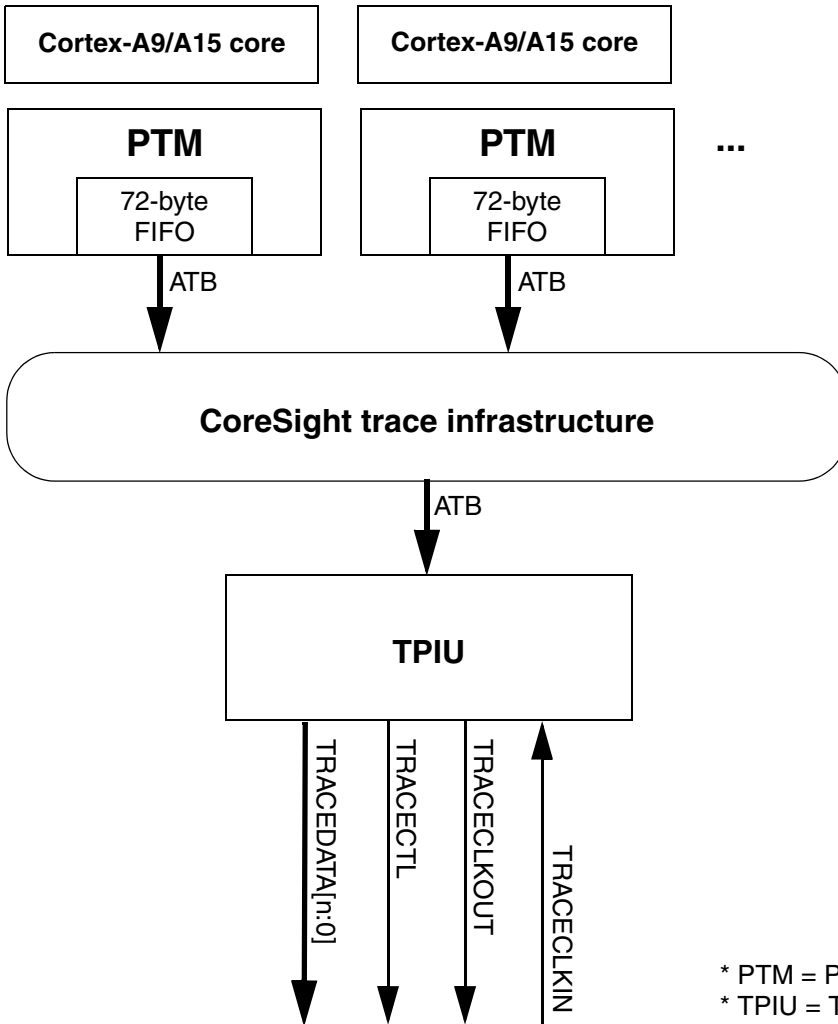 Cortex-A9/A15 core
Cortex-A9/A15 core
PTM
PTM
...
72-byte
FIFO
72-byte
FIFO
ATB
ATB
CoreSight trace infrastructure
ATB
TPIU
TRACEDATA[n:0]
TRACECTL
TRACECLKOUT
TRACECLKIN
* PTM = P
* TPIU = T